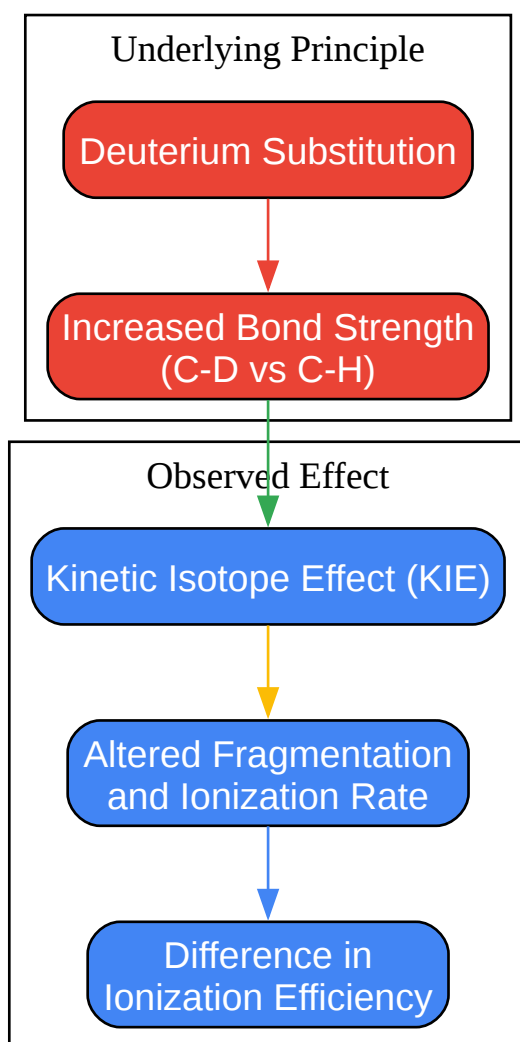 Underlying Principle
Deuterium Substitution
Increased Bond Strength
(C-D vs C-H)
Observed Effect
Kinetic Isotope Effect (KIE)
Altered Fragmentation
and Ionization Rate
Difference in
Ionization Efficiency